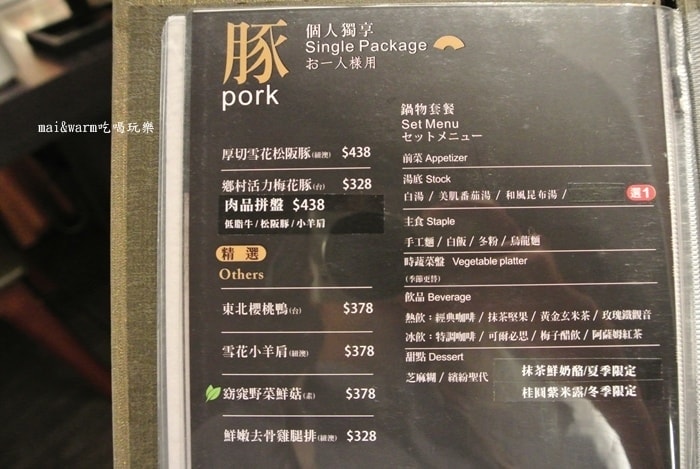 mai&warm吃喝玩樂
豚
pork
個人獨享
Single Package
お一人樣用
厚切雪花松阪豚(紐澳) $438
鄉村活力梅花豚(台) $328
肉品拼盤 $438
低脂牛/松阪豚/小羊肩
精選
Others
東北櫻桃鴨(台) $378
雪花小羊肩(紐澳) $378
窈窕野菜鮮菇(素) $378
鮮嫩去骨雞腿排(紐澳) $328
鍋物套餐
Set Menu
セットメニュー
前菜 Appetizer
湯底 Stock
白湯 / 美肌番茄湯 / 和風昆布湯 / 選1
主食 Staple
手工麵 / 白飯 / 冬粉 / 烏龍麵
時蔬菜盤 Vegetable platter
(季節更替)
飲品 Beverage
熱飲：經典咖啡 / 抹茶堅果 / 黃金玄米茶 / 玫瑰鐵觀音
冰飲：特調咖啡 / 可爾必思 / 梅子醋飲 / 阿薩姆紅茶
甜點 Dessert
芝麻糊 / 繽紛聖代 抹茶鮮奶酪/夏季限定
桂圓紫米露/冬季限定